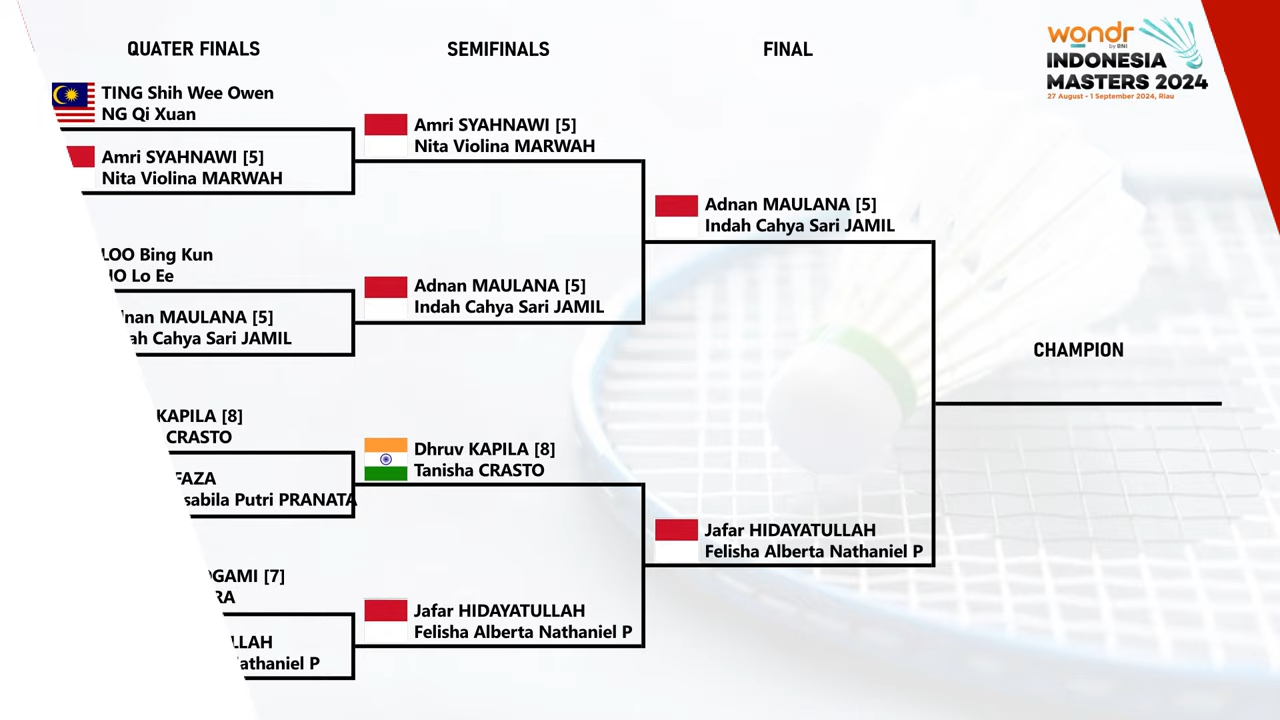 QUATER FINALS
SEMIFINALS
FINAL
wondr
by BNI
INDONESIA
MASTERS 2024
27 August - 1 September 2024, Riau
TING Shih Wee Owen
NG Qi Xuan
Amri SYAHNAWI [5]
Nita Violina MARWAH
LOO Bing Kun
Lo Ee
MAULANA [5]
Cahya Sari JAMIL
KAPILA [8]
CRASTO
FAZA
Putri PRANATA
[7]
Nathaniel P
Amri SYAHNAWI [5]
Nita Violina MARWAH
Adnan MAULANA [5]
Indah Cahya Sari JAMIL
Dhruv KAPILA [8]
Tanisha CRASTO
Jafar HIDAYATULLAH
Felisha Alberta Nathaniel P
Adnan MAULANA [5]
Indah Cahya Sari JAMIL
Jafar HIDAYATULLAH
Felisha Alberta Nathaniel P
CHAMPION